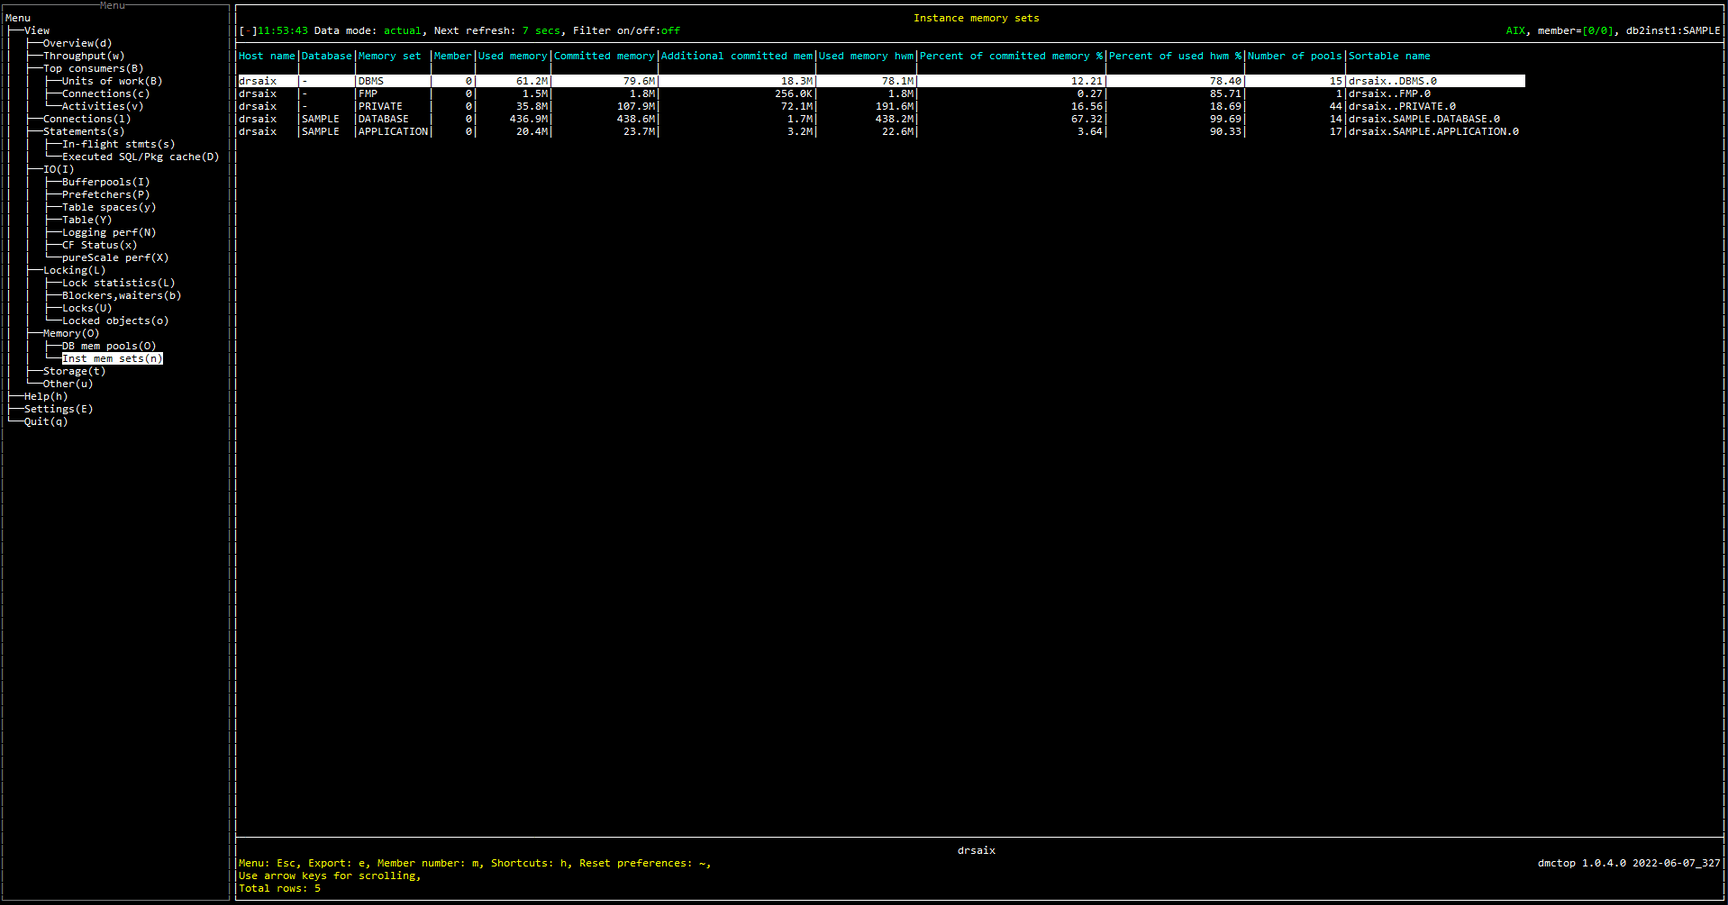 Menu
Menu
View
Overview(d)
Throughput(w)
Top consumers(B)
Units of work(B)
Connections(c)
Activities(v)
Connections(l)
Statements(s)
In-flight stmts(s)
Executed SQL/Pkg cache(D)
IO(I)
Bufferpools(I)
Prefetchers(P)
Table spaces(y)
Table(Y)
Logging perf(N)
CF Status(x)
pureScale perf(X)
Locking(L)
Lock statistics(L)
Blockers,waiters(b)
Locks(U)
Locked objects(o)
Memory(O)
DB mem pools(O)
Inst mem sets(n)
Storage(t)
Other(u)
Help(h)
Settings(E)
Quit(q)
Instance memory sets
[-]11:53:43 Data mode: actual, Next refresh: 7 secs, Filter on/off:off AIX, member=[0/0], db2inst1:SAMPLE
Host name|Database|Memory set |Member|Used memory|Committed memory|Additional committed mem|Used memory hwm|Percent of committed memory %|Percent of used hwm %|Number of pools|Sortable name
drsaix |- |DBMS | 0| 61.2M| 79.6M| 18.3M| 78.1M| 12.21| 78.40| 15|drsaix..DBMS.0
drsaix |- |FMP | 0| 1.5M| 1.8M| 256.0K| 1.8M| 0.27| 85.71| 1|drsaix..FMP.0
drsaix |- |PRIVATE | 0| 35.8M| 107.9M| 72.1M| 191.6M| 16.56| 18.69| 44|drsaix..PRIVATE.0
drsaix |SAMPLE |DATABASE | 0| 436.9M| 438.6M| 1.7M| 438.2M| 67.32| 99.69| 14|drsaix.SAMPLE.DATABASE.0
drsaix |SAMPLE |APPLICATION| 0| 20.4M| 23.7M| 3.2M| 22.6M| 3.64| 90.33| 17|drsaix.SAMPLE.APPLICATION.0
drsaix
Menu: Esc, Export: e, Member number: m, Shortcuts: h, Reset preferences: ~, dmctop 1.0.4.0 2022-06-07_327
Use arrow keys for scrolling,
Total rows: 5